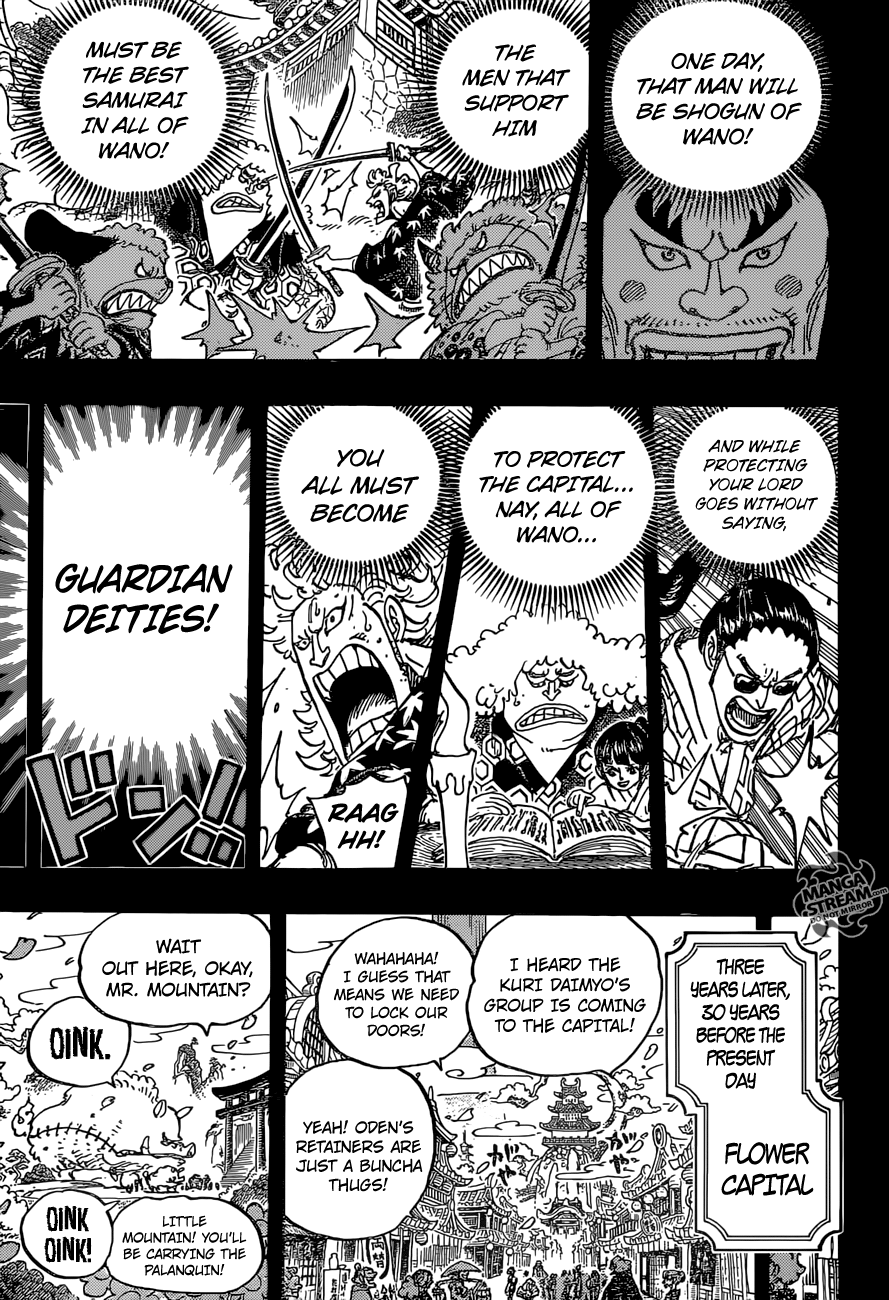 ONE DAY,
THAT MAN WILL
BE SHOGUN OF
WANO!
THE
MEN THAT
SUPPORT
HIM
MUST BE
THE BEST
SAMURAI
IN ALL OF
WANO!
AND WHILE
PROTECTING
YOUR LORD
GOES WITHOUT
SAYING,
TO PROTECT
THE CAPITAL...
NAY, ALL OF
WANO...
YOU
ALL MUST
BECOME
RAAG
HH!
GUARDIAN
DEITIES!
ドン!!
MANGA
STREAM.COM
DO NOT MIRROR
THREE
YEARS LATER,
30 YEARS
BEFORE THE
PRESENT
DAY
FLOWER
CAPITAL
I HEARD THE
KURI DAIMYO'S
GROUP IS COMING
TO THE CAPITAL!
WAHAHAHA!
I GUESS THAT
MEANS WE NEED
TO LOCK OUR
DOORS!
YEAH! ODEN'S
RETAINERS ARE
JUST A BUNCHA
THUGS!
WAIT
OUT HERE, OKAY,
MR. MOUNTAIN?
OINK.
LITTLE
MOUNTAIN! YOU'LL
BE CARRYING THE
PALANQUIN!
OINK
OINK!